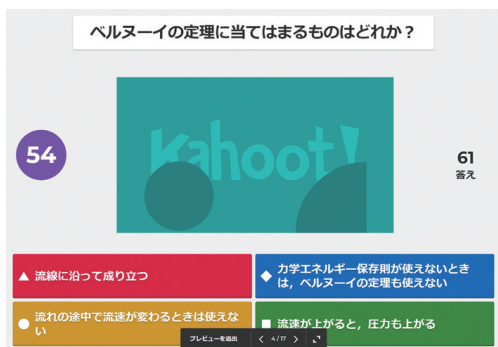 ベルヌーイの定理に当てはまるものはどれか？
54
Kahoot!
61
答え
流線に沿って成り立つ
力学エネルギー保存則が使えないとき
は，ベルヌーイの定理も使えない
流れの途中で流速が変わるときは使えな
い
流速が上がると，圧力も上がる
プレビューを退出
4/17